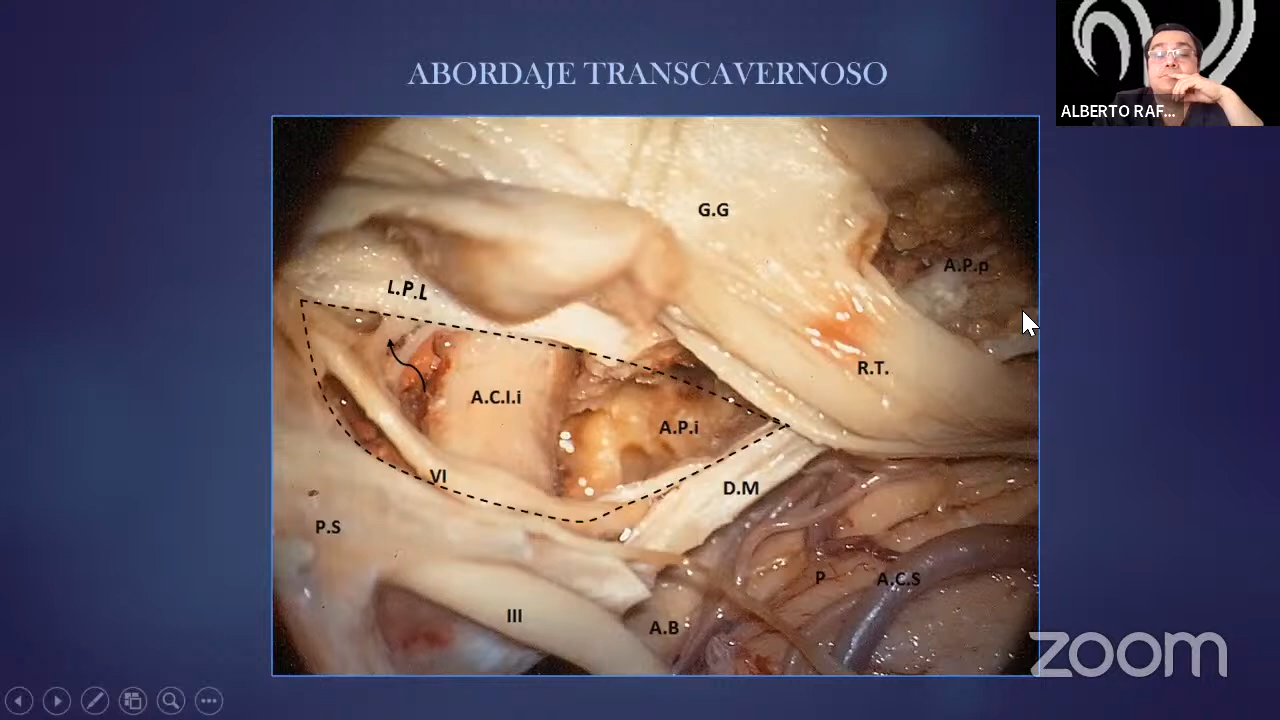 ABORDAJE TRANSCAVERNOSO
ALBERTO RAF...
G.G
A.P.p
L.P.L
R.T.
A.C.I.i
A.P.i
VI
D.M
P.S
P
A.C.S
III
A.B
zoom